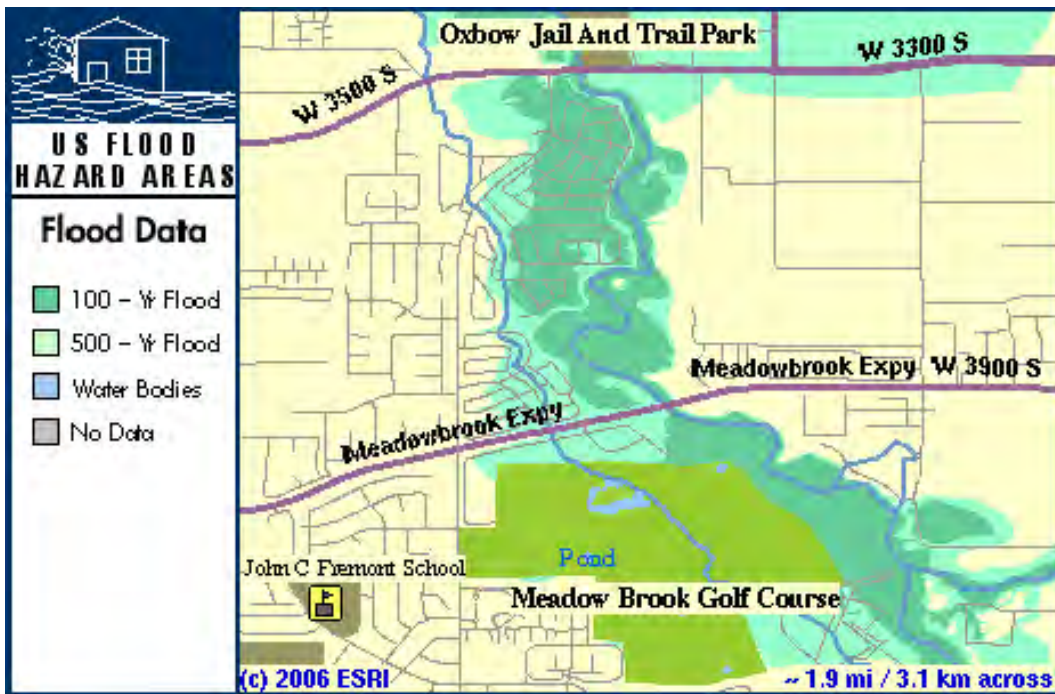 US FLOOD
HAZARD AREAS
Flood Data
100 - Yr Flood
500 - Yr Flood
Water Bodies
No Data
Oxbow Jail And Trail Park
W 3500 S
W 3300 S
Meadowbrook Expy W 3900 S
Meadowbrook Expy
Pond
John C Fremont School
Meadow Brook Golf Course
(c) 2006 ESRI
~ 1.9 mi / 3.1 km across